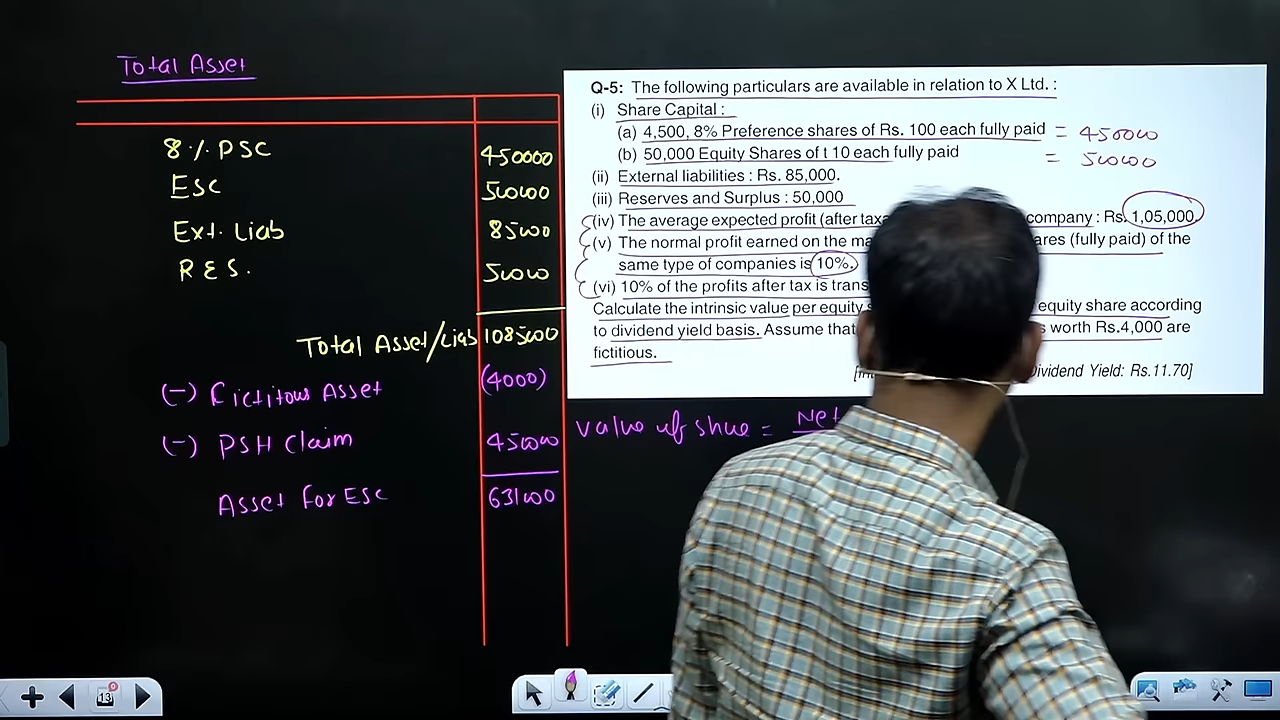 Total Asset
8% PSC 450000
ESC 500000
Ext. Liab 85000
R & S. 50000
Total Asset/Liab 1085000
(-) Fictitous Asset (4000)
(-) PSH Claim 450000
Asset for Esc 631000
Q-5: The following particulars are available in relation to X Ltd. :
(i) Share Capital :
(a) 4,500, 8% Preference shares of Rs. 100 each fully paid = 450000
(b) 50,000 Equity Shares of t 10 each fully paid = 500000
(ii) External liabilities : Rs. 85,000.
(iii) Reserves and Surplus : 50,000
(iv) The average expected profit (after company : Rs. 1,05,000.
(v) The normal profit earned on the (fully paid) of the
same type of companies is 10%.
(vi) 10% of the profits after tax is
Calculate the intrinsic value per equity equity share according
to dividend yield basis. Assume that worth Rs.4,000 are
fictitious.
Dividend Yield: Rs.11.70]
value of shue = Net
13
0